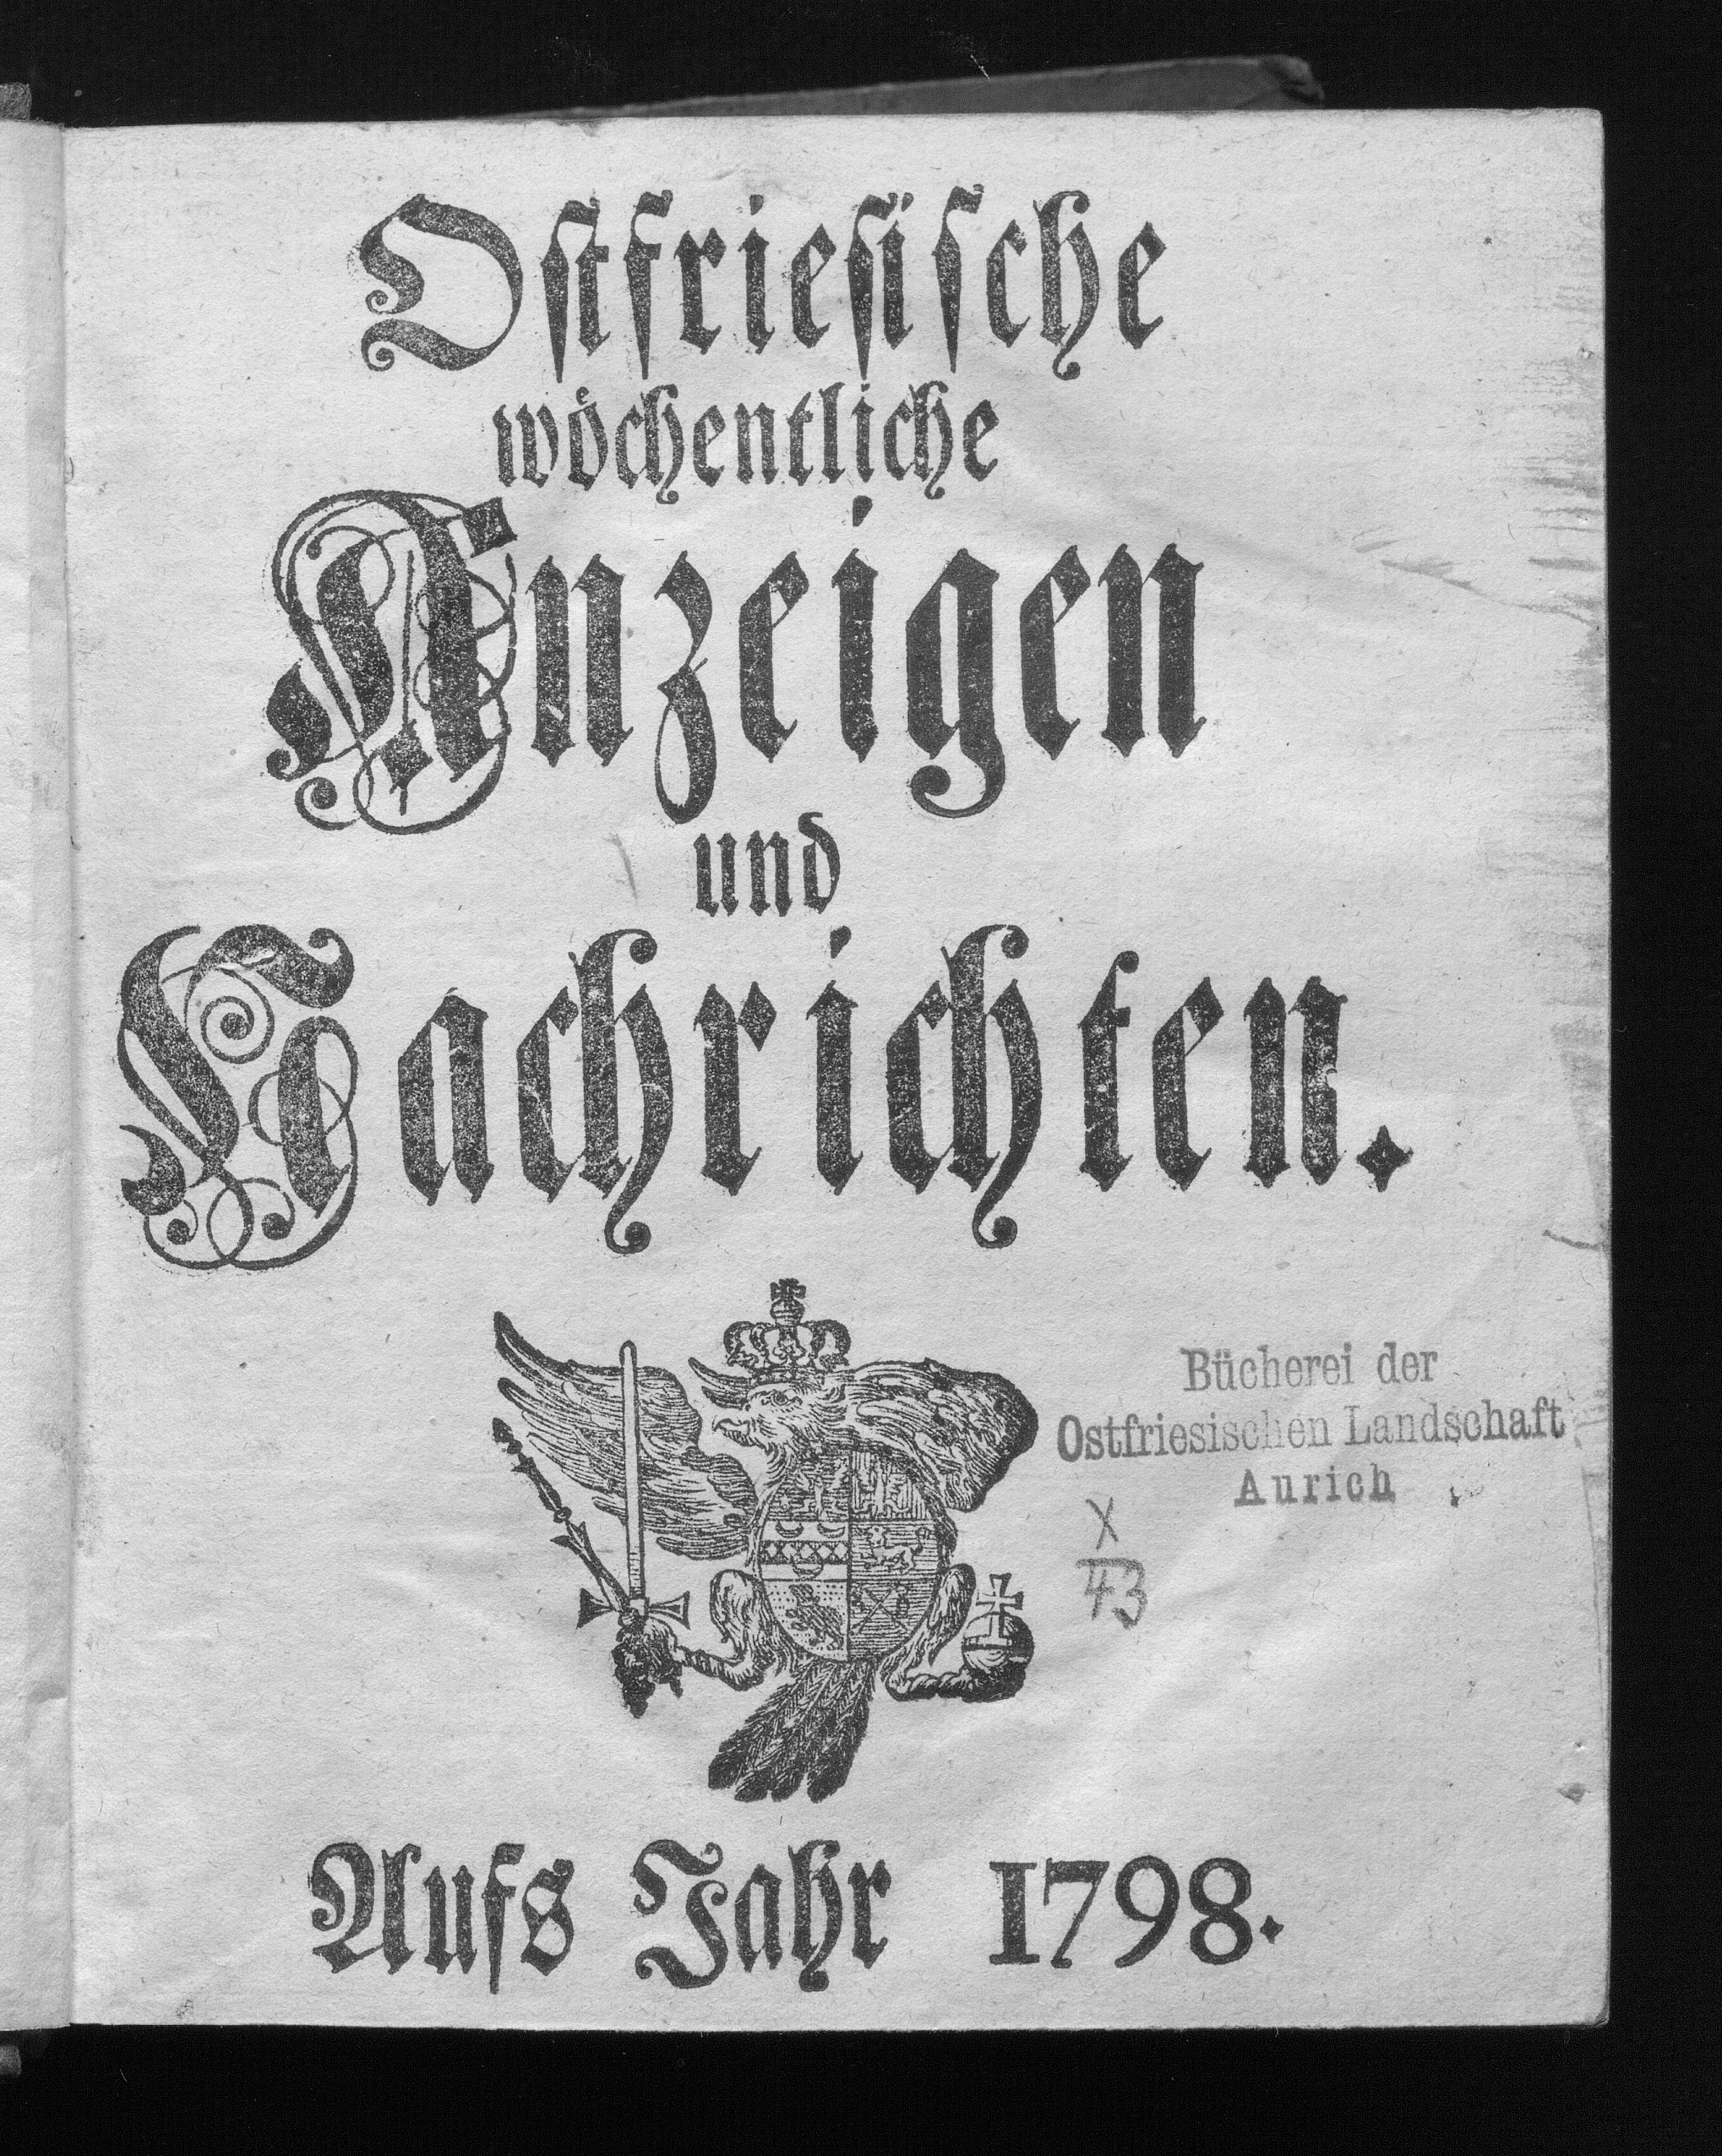 Oſtfrieſiſche
wöchentliche
Anzeigen
und
Nachrichten.
Bücherei der
Ostfriesischen Landschaft
Aurich
X
43
Aufs Jahr 1798.